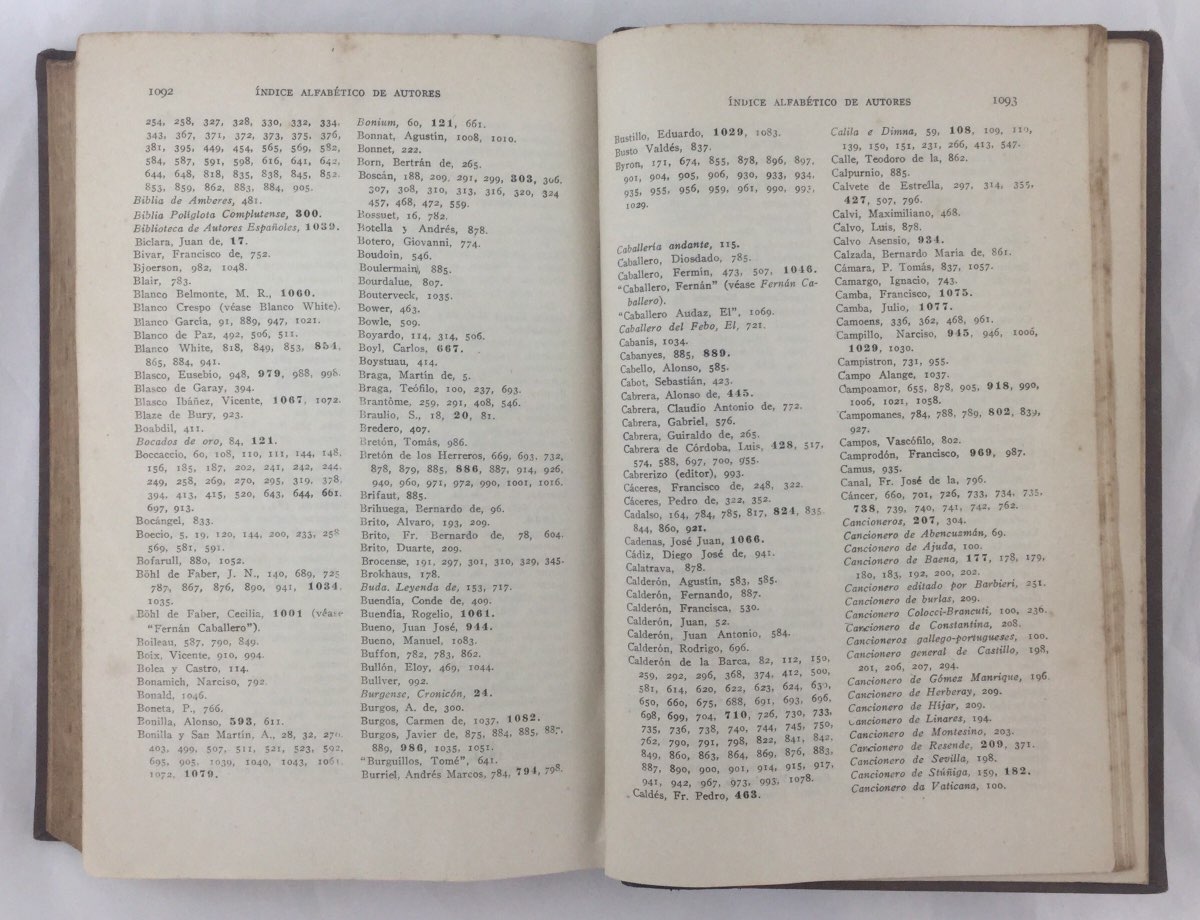 1092
ÍNDICE ALFABÉTICO DE AUTORES
254, 258, 327, 328, 330, 332, 334,
343, 367, 371, 372, 373, 375, 376,
381, 395, 449, 454, 565, 569, 582,
584, 587, 591, 598, 616, 641, 642,
644, 648, 818, 835, 838, 845, 852,
853, 859, 862, 883, 884, 905.
Biblia de Amberes, 481.
Biblia Poliglota Complutense, 300.
Biblioteca de Autores Españoles, 1039.
Biclara, Juan de, 17.
Bivar, Francisco de, 752.
Bjoerson, 982, 1048.
Blair, 783.
Blanco Belmonte, M. R., 1060.
Blanco Crespo (véase Blanco White).
Blanco García, 91, 889, 947, 1021.
Blanco de Paz, 492, 506, 511.
Blanco White, 818, 849, 853, 854,
865, 884, 941.
Blasco, Eusebio, 948, 979, 988, 998.
Blasco de Garay, 394.
Blasco Ibáñez, Vicente, 1067, 1072.
Blaze de Bury, 923.
Boabdil, 411.
Bocados de oro, 84, 121.
Boccaccio, 60, 108, 110, 111, 144, 148,
156, 185, 187, 202, 241, 242, 244,
249, 258, 269, 270, 295, 319, 378,
394, 413, 415, 520, 643, 644, 661,
697, 913.
Bocángel, 833.
Boecio, 5, 19, 120, 144, 200, 233, 258
569, 581, 591.
Bofarull, 880, 1052.
Böhl de Faber, J. N., 140, 689, 725
787, 867, 876, 890, 941, 1034,
1035.
Böhl de Faber, Cecilia, 1001 (véase
"Fernán Caballero").
Boileau, 587, 790, 849.
Boix, Vicente, 910, 994.
Bolea y Castro, 114.
Bonamich, Narciso, 792.
Bonald, 1046.
Boneta, P., 766.
Bonilla, Alonso, 593, 611.
Bonilla y San Martín, A., 28, 32, 270,
403, 499, 507, 511, 521, 523, 592,
695, 905, 1039, 1040, 1043, 1061,
1072, 1079.
Bonium, 60, 121, 661.
Bonnat, Agustín, 1008, 1010.
Bonnet, 222.
Born, Bertrán de, 265.
Boscán, 188, 209, 291, 299, 303, 306,
307, 308, 310, 313, 316, 320, 324
457, 468, 472, 559.
Bossuet, 16, 782.
Botella y Andrés, 878.
Botero, Giovanni, 774.
Boudoin, 546.
Boulermain, 885.
Bourdalue, 807.
Bouterveck, 1035.
Bower, 463.
Bowle, 509.
Boyardo, 114, 314, 506.
Boyl, Carlos, 667.
Boystuau, 414.
Braga, Martín de, 5.
Braga, Teófilo, 100, 237, 693.
Brantôme, 259, 291, 408, 546.
Braulio, S., 18, 20, 81.
Bredero, 407.
Bretón, Tomás, 986.
Bretón de los Herreros, 669, 693, 732,
878, 879, 885, 886, 887, 914, 926,
940, 960, 971, 972, 990, 1001, 1016.
Brifaut, 885.
Brihuega, Bernardo de, 96.
Brito, Alvaro, 193, 209.
Brito, Fr. Bernardo de, 78, 604.
Brito, Duarte, 209.
Brocense, 191, 297, 301, 310, 329, 345.
Brokhaus, 178.
Buda. Leyenda de, 153, 717.
Buendía, Conde de, 409.
Buendía, Rogelio, 1061.
Bueno, Juan José, 944.
Bueno, Manuel, 1083.
Buffon, 782, 783, 862.
Bullón, Eloy, 469, 1044.
Bullver, 992.
Burgense, Cronicón, 24.
Burgos, A. de, 300.
Burgos, Carmen de, 1037, 1082.
Burgos, Javier de, 875, 884, 885, 887,
889, 986, 1035, 1051.
"Burguillos, Tomé", 641.
Burriel, Andrés Marcos, 784, 794, 798.
ÍNDICE ALFABÉTICO DE AUTORES
1093
Bustillo, Eduardo, 1029, 1083.
Busto Valdés, 837.
Byron, 171, 674, 855, 878, 896, 897,
901, 904, 905, 906, 930, 933, 934,
935, 955, 956, 959, 961, 990, 993,
1029.
Caballería andante, 115.
Caballero, Diosdado, 785.
Caballero, Fermín, 473, 507, 1046.
"Caballero, Fernán" (véase Fernán Ca-
ballero).
"Caballero Audaz, El", 1069.
Caballero del Febo, El, 721.
Cabanis, 1034.
Cabanyes, 885, 889.
Cabello, Alonso, 585.
Cabot, Sebastián, 423.
Cabrera, Alonso de, 445.
Cabrera, Claudio Antonio de, 772.
Cabrera, Gabriel, 576.
Cabrera, Guiraldo de, 265.
Cabrera de Córdoba, Luis, 428, 517,
574, 588, 697, 700, 955.
Cabrerizo (editor), 993.
Cáceres, Francisco de, 248, 322.
Cáceres, Pedro de, 322, 352.
Cadalso, 164, 784, 785, 817, 824, 835,
844, 860, 921.
Cadenas, José Juan, 1066.
Cádiz, Diego José de, 941.
Calatrava, 878.
Calderón, Agustín, 583, 585.
Calderón, Fernando, 887.
Calderón, Francisca, 530.
Calderón, Juan, 52.
Calderón, Juan Antonio, 584.
Calderón, Rodrigo, 696.
Calderón de la Barca, 82, 112, 150,
259, 292, 296, 368, 374, 412, 500,
581, 614, 620, 622, 623, 624, 630,
650, 660, 675, 688, 691, 693, 696,
698, 699, 704, 710, 726, 730, 733,
735, 736, 738, 740, 744, 745, 750,
762, 790, 791, 798, 822, 841, 842,
849, 860, 863, 864, 869, 876, 883,
887, 890, 900, 901, 914, 915, 917,
941, 942, 967, 973, 993, 1078.
Caldés, Fr. Pedro, 463.
Calila e Dimna, 59, 108, 109, 110,
139, 150, 151, 231, 266, 413, 547.
Calle, Teodoro de la, 862.
Calpurnio, 885.
Calvete de Estrella, 297, 314, 355,
427, 507, 796.
Calvi, Maximiliano, 468.
Calvo, Luis, 878.
Calvo Asensio, 934.
Calzada, Bernardo María de, 861.
Cámara, P. Tomás, 837, 1057.
Camargo, Ignacio, 743.
Camba, Francisco, 1075.
Camba, Julio, 1077.
Camoens, 336, 362, 468, 961.
Campillo, Narciso, 945, 946, 1006,
1029, 1030.
Campistron, 731, 955.
Campo Alange, 1037.
Campoamor, 655, 878, 905, 918, 990,
1006, 1021, 1058.
Campomanes, 784, 788, 789, 802, 839,
927.
Campos, Vascófilo, 802.
Camprodón, Francisco, 969, 987.
Camus, 935.
Canal, Fr. José de la, 796.
Cáncer, 660, 701, 726, 733, 734, 735,
738, 739, 740, 741, 742, 762.
Cancioneros, 207, 304.
Cancionero de Abencuzmán, 69.
Cancionero de Ajuda, 100.
Cancionero de Baena, 177, 178, 179,
180, 183, 192, 200, 202.
Cancionero editado por Barbieri, 251.
Cancionero de burlas, 209.
Cancionero Colocci-Brancuti, 100, 236.
Cancionero de Constantina, 208.
Cancioneros gallego-portugueses, 100.
Cancionero general de Castillo, 198,
201, 206, 207, 294.
Cancionero de Gómez Manrique, 196.
Cancionero de Herberay, 209.
Cancionero de Hijar, 209.
Cancionero de Linares, 194.
Cancionero de Montesino, 203.
Cancionero de Resende, 209, 371.
Cancionero de Sevilla, 198.
Cancionero de Stúñiga, 159, 182.
Cancionero da Vaticana, 100.